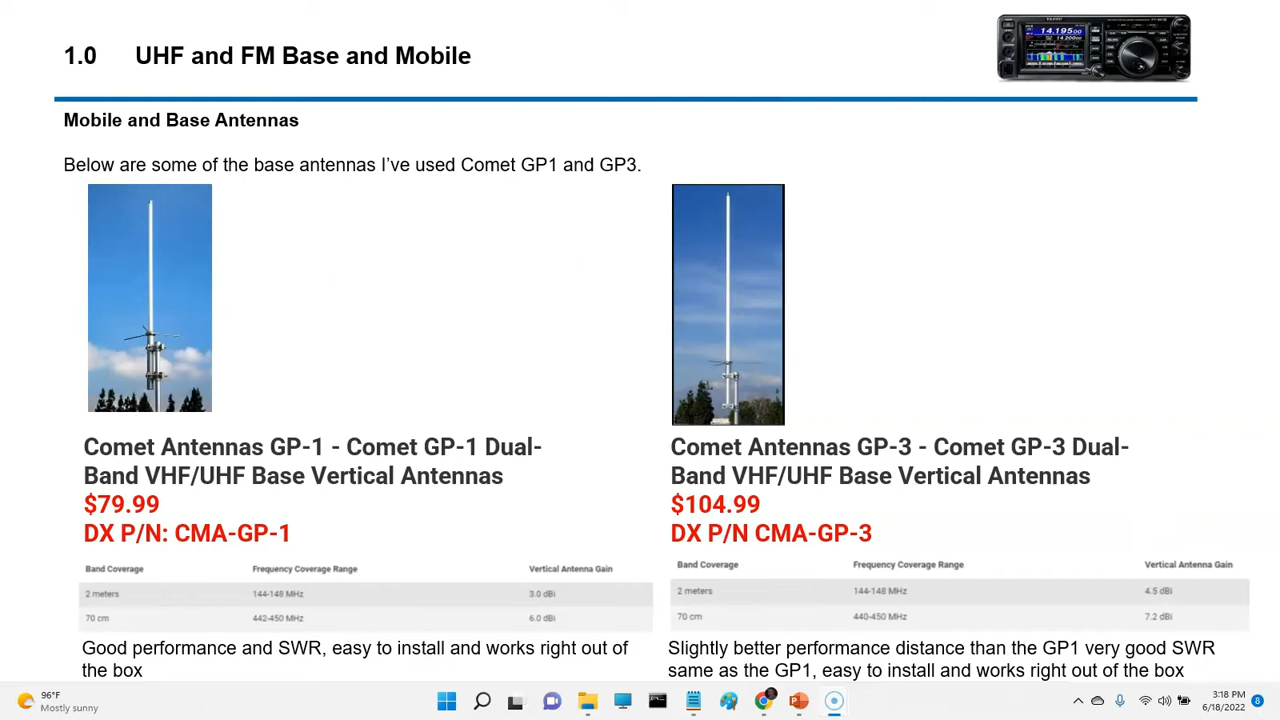 1.0 UHF and FM Base and Mobile
14.195.00
14.200.00
Mobile and Base Antennas
Below are some of the base antennas I've used Comet GP1 and GP3.
Comet Antennas GP-1 - Comet GP-1 Dual-
Band VHF/UHF Base Vertical Antennas
$79.99
DX P/N: CMA-GP-1
Band Coverage Frequency Coverage Range Vertical Antenna Gain
2 meters 144-148 MHz 3.0 dBi
70 cm 442-450 MHz 6.0 dBi
Good performance and SWR, easy to install and works right out of
the box
Comet Antennas GP-3 - Comet GP-3 Dual-
Band VHF/UHF Base Vertical Antennas
$104.99
DX P/N CMA-GP-3
Band Coverage Frequency Coverage Range Vertical Antenna Gain
2 meters 144-148 MHz 4.5 dBi
70 cm 440-450 MHz 7.2 dBi
Slightly better performance distance than the GP1 very good SWR
same as the GP1, easy to install and works right out of the box
96°F
Mostly sunny
3:18 PM
6/18/2022
8